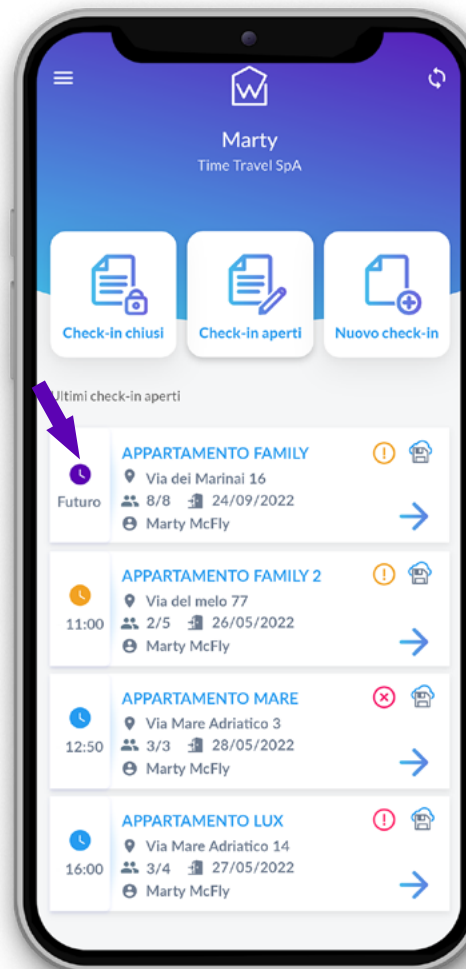 Marty
Time Travel SpA
Check-in chiusi
Check-in aperti
Nuovo check-in
Ultimi check-in aperti
APPARTAMENTO FAMILY
Via dei Marinai 16
Futuro
8/8 24/09/2022
Marty McFly
APPARTAMENTO FAMILY 2
Via del melo 77
11:00
2/5 26/05/2022
Marty McFly
APPARTAMENTO MARE
Via Mare Adriatico 3
12:50
3/3 28/05/2022
Marty McFly
APPARTAMENTO LUX
Via Mare Adriatico 14
16:00
3/4 27/05/2022
Marty McFly